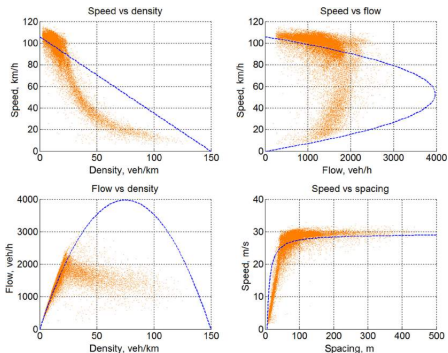 Speed vs density
120
100
80
60
40
20
0
Speed, km/h
0 50 100 150
Density, veh/km
Speed vs flow
120
100
80
60
40
20
0
Speed, km/h
0 1000 2000 3000 4000
Flow, veh/h
Flow vs density
4000
3000
2000
1000
0
Flow, veh/h
0 50 100 150
Density, veh/km
Speed vs spacing
40
30
20
10
0
Speed, m/s
0 100 200 300 400 500
Spacing, m